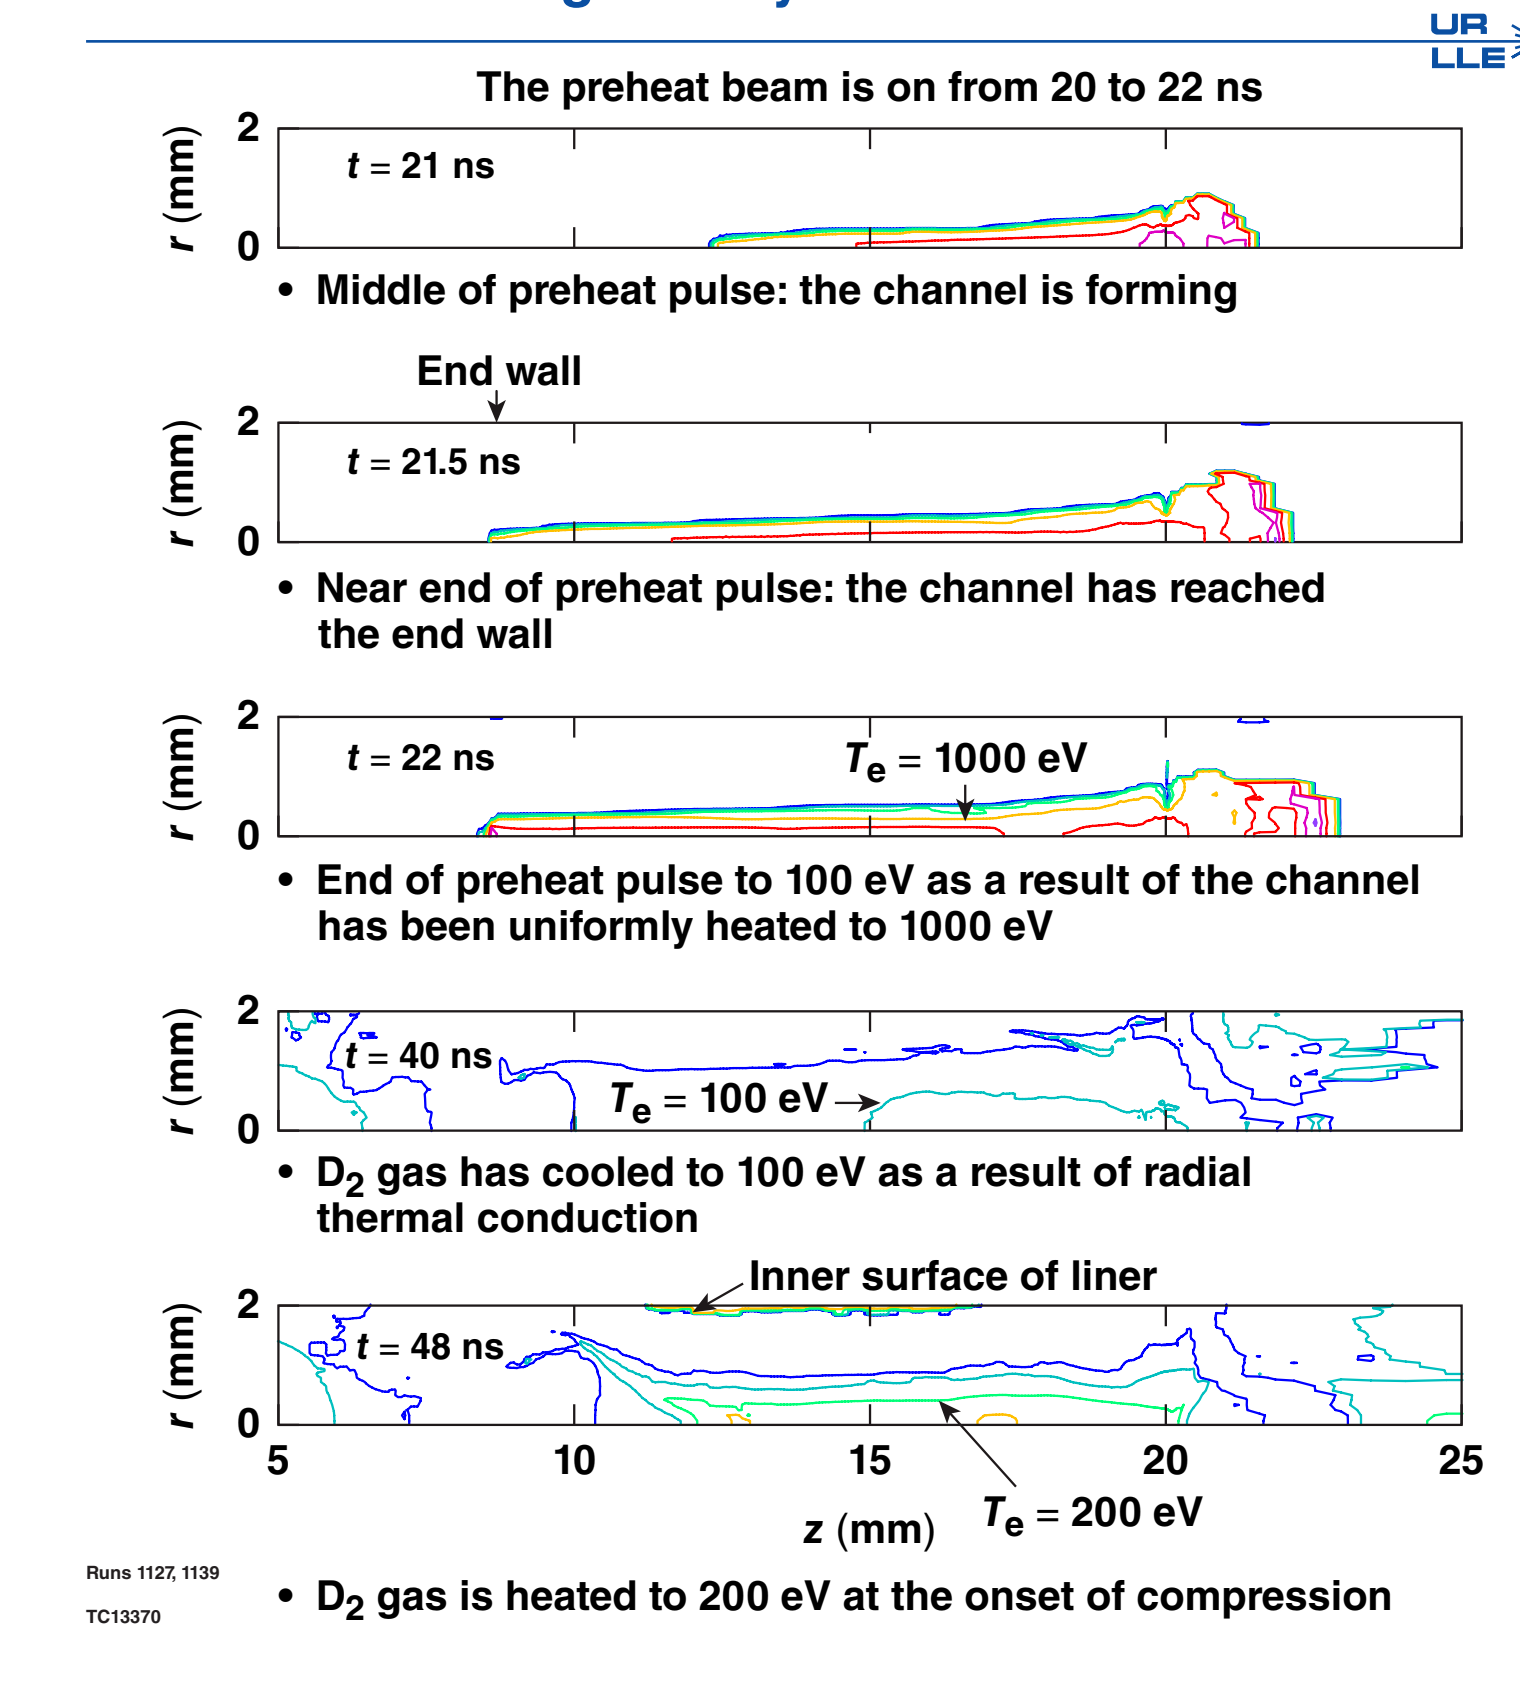 UR
LLE
The preheat beam is on from 20 to 22 ns
2
r (mm)
t = 21 ns
0
• Middle of preheat pulse: the channel is forming
End wall
2
r (mm)
t = 21.5 ns
0
• Near end of preheat pulse: the channel has reached
the end wall
2
r (mm)
t = 22 ns
Te = 1000 eV
0
• End of preheat pulse to 100 eV as a result of the channel
has been uniformly heated to 1000 eV
2
r (mm)
t = 40 ns
Te = 100 eV
0
• D2 gas has cooled to 100 eV as a result of radial
thermal conduction
Inner surface of liner
2
r (mm)
t = 48 ns
0
5 10 15 20 25
Te = 200 eV
z (mm)
Runs 1127, 1139
• D2 gas is heated to 200 eV at the onset of compression
TC13370